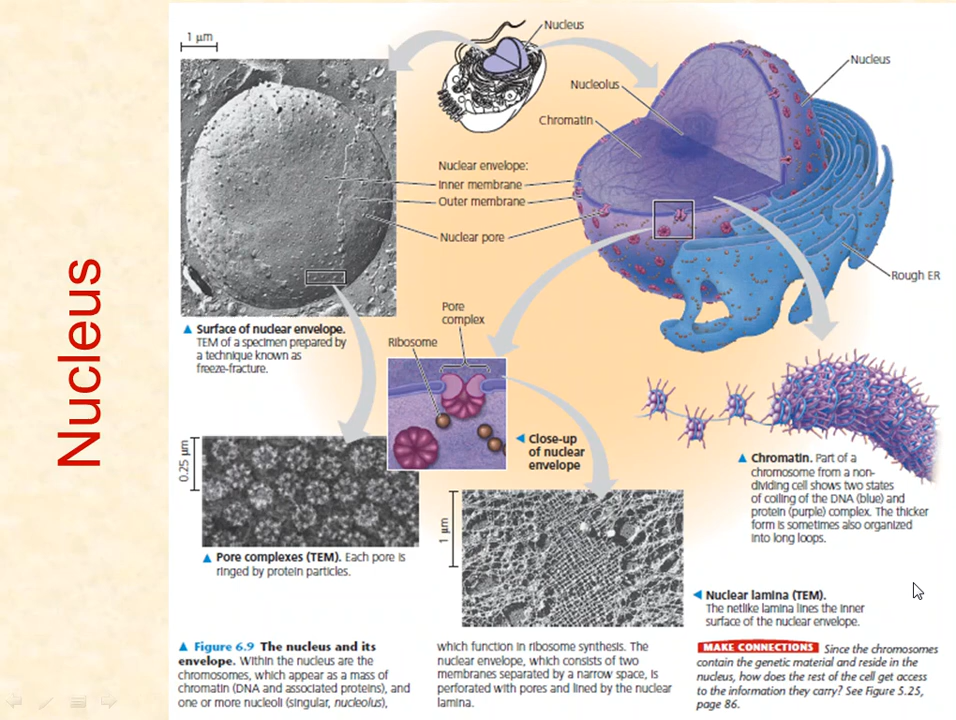 Nucleus
1 µm
Nucleus
Nucleus
Nucleolus
Chromatin
Nuclear envelope:
Inner membrane
Outer membrane
Nuclear pore
Rough ER
▲ Surface of nuclear envelope.
TEM of a specimen prepared by
a technique known as
freeze-fracture.
Pore
complex
Ribosome
◀ Close-up
of nuclear
envelope
0.25 µm
▲ Pore complexes (TEM). Each pore is
ringed by protein particles.
1 µm
▲ Chromatin. Part of a
chromosome from a non-
dividing cell shows two states
of coiling of the DNA (blue) and
protein (purple) complex. The thicker
form is sometimes also organized
into long loops.
◀ Nuclear lamina (TEM).
The netlike lamina lines the inner
surface of the nuclear envelope.
▲ Figure 6.9 The nucleus and its
envelope. Within the nucleus are the
chromosomes, which appear as a mass of
chromatin (DNA and associated proteins), and
one or more nucleoli (singular, nucleolus),
which function in ribosome synthesis. The
nuclear envelope, which consists of two
membranes separated by a narrow space, is
perforated with pores and lined by the nuclear
lamina.
MAKE CONNECTIONS Since the chromosomes
contain the genetic material and reside in the
nucleus, how does the rest of the cell get access
to the information they carry? See Figure 5.25,
page 86.